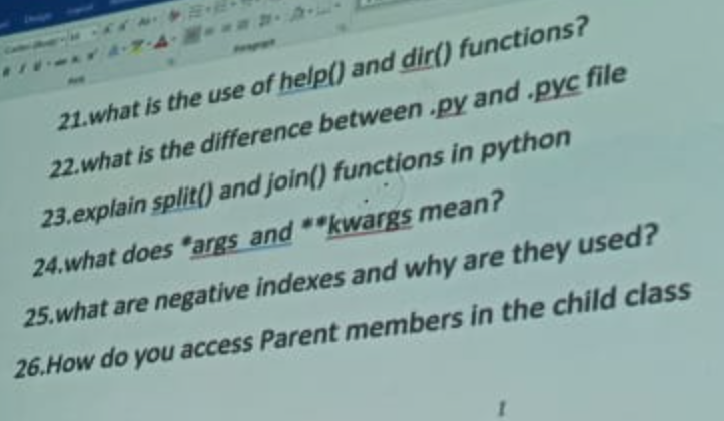 Paragraph
21.what is the use of help() and dir() functions?
22.what is the difference between .py and .pyc file
23.explain split() and join() functions in python
24.what does *args and **kwargs mean?
25.what are negative indexes and why are they used?
26.How do you access Parent members in the child class